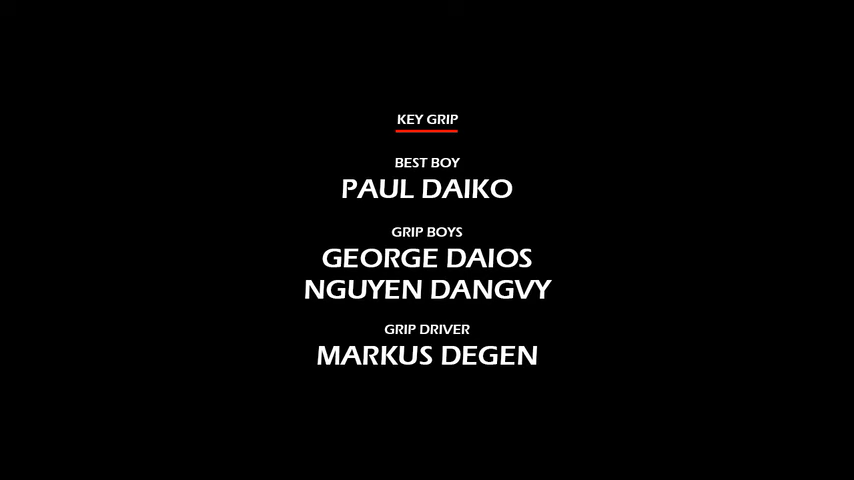 KEY GRIP
BEST BOY
PAUL DAIKO
GRIP BOYS
GEORGE DAIOS
NGUYEN DANGVY
GRIP DRIVER
MARKUS DEGEN